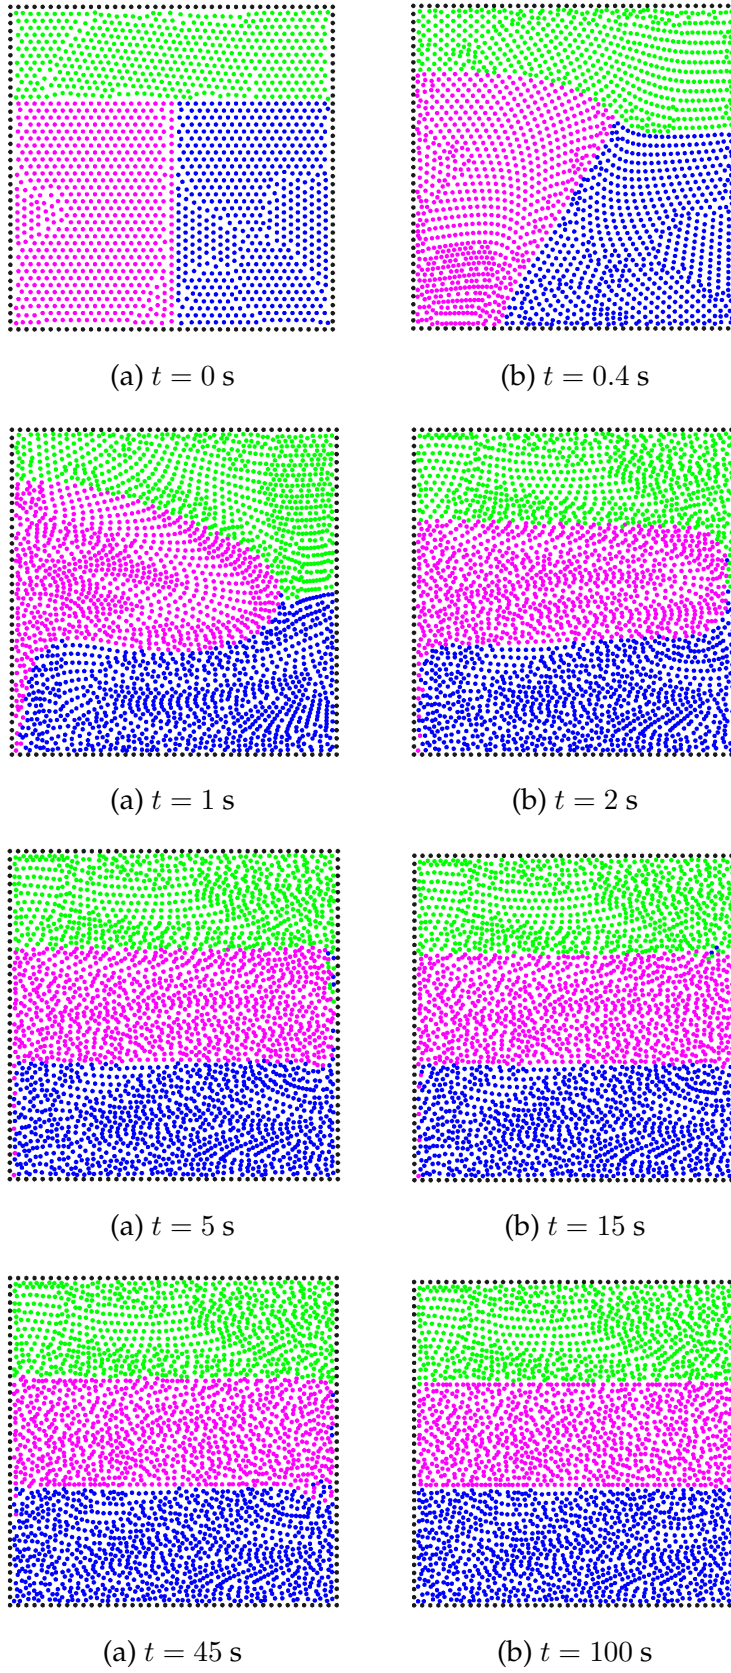 (a) t = 0 s
(b) t = 0.4 s
(a) t = 1 s
(b) t = 2 s
(a) t = 5 s
(b) t = 15 s
(a) t = 45 s
(b) t = 100 s